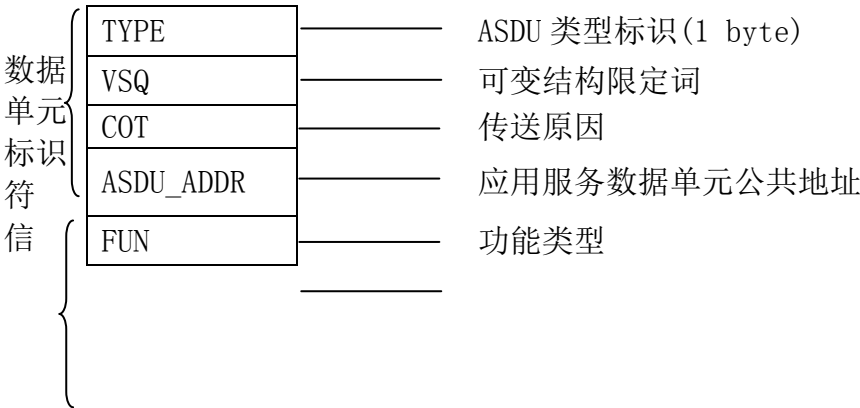 TYPE ASDU 类型标识(1 byte)
数据 VSQ 可变结构限定词
单元 COT 传送原因
标识 ASDU_ADDR 应用服务数据单元公共地址
符
信 FUN 功能类型